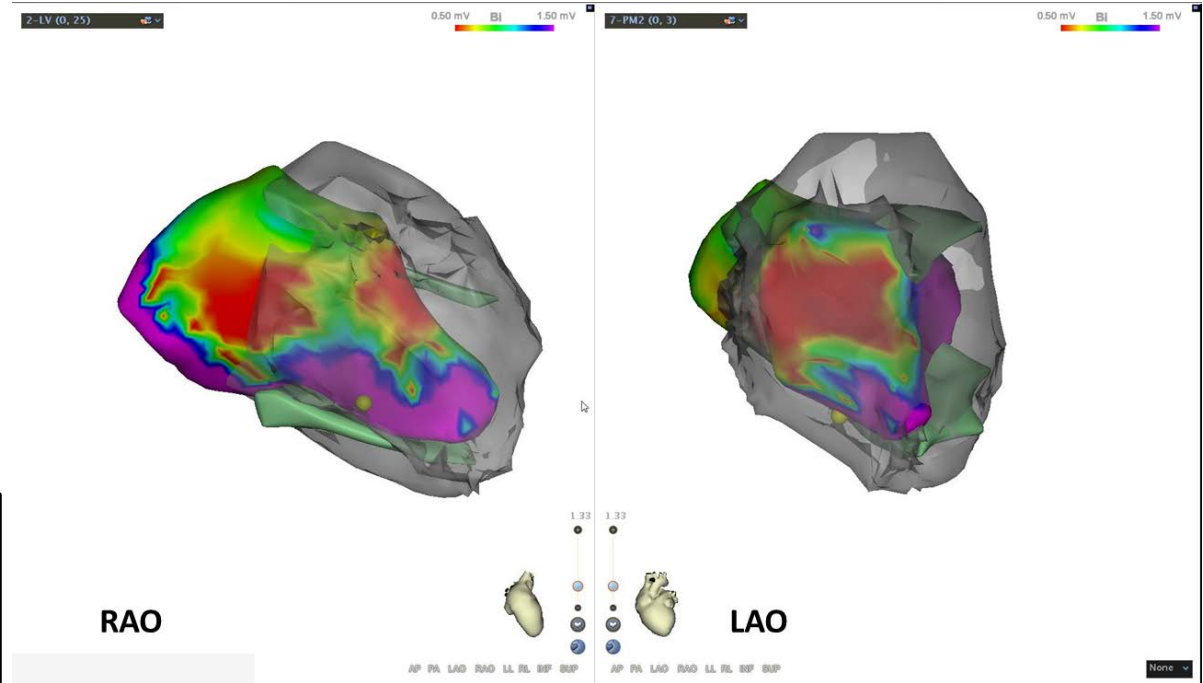 2-LV (0, 25)
0.50 mV Bi 1.50 mV
7-PM2 (0, 3)
0.50 mV Bi 1.50 mV
1.33
1.33
RAO
LAO
AP PA LAO RAO LL RL INF SUP
AP PA LAO RAO LL RL INF SUP
None